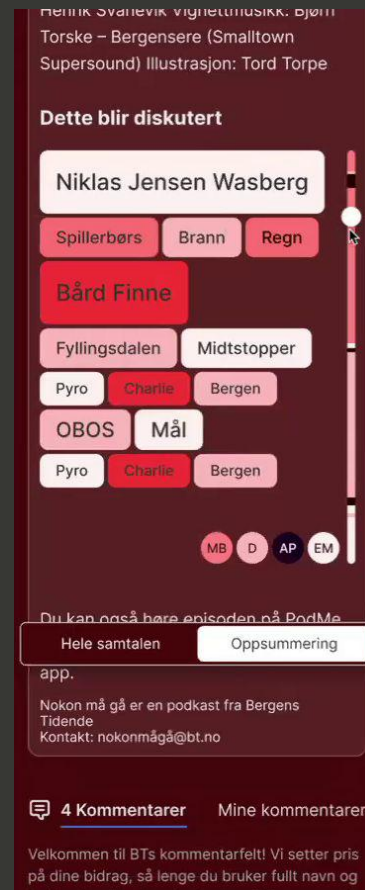 Henrik Svanevik Vignettmusikk: Bjørn
Torske – Bergensere (Smalltown
Supersound) Illustrasjon: Tord Torpe
Dette blir diskutert
Niklas Jensen Wasberg
Spillerbørs Brann Regn
Bård Finne
Fyllingsdalen Midtstopper
Pyro Charlie Bergen
OBOS Mål
Pyro Charlie Bergen
MB D AP EM
Du kan også høre episoden på PodMe
Hele samtalen Oppsummering
app.
Nokon må gå er en podkast fra Bergens
Tidende
Kontakt: nokonmågå@bt.no
4 Kommentarer Mine kommentarer
Velkommen til BTs kommentarfelt! Vi setter pris
på dine bidrag, så lenge du bruker fullt navn og